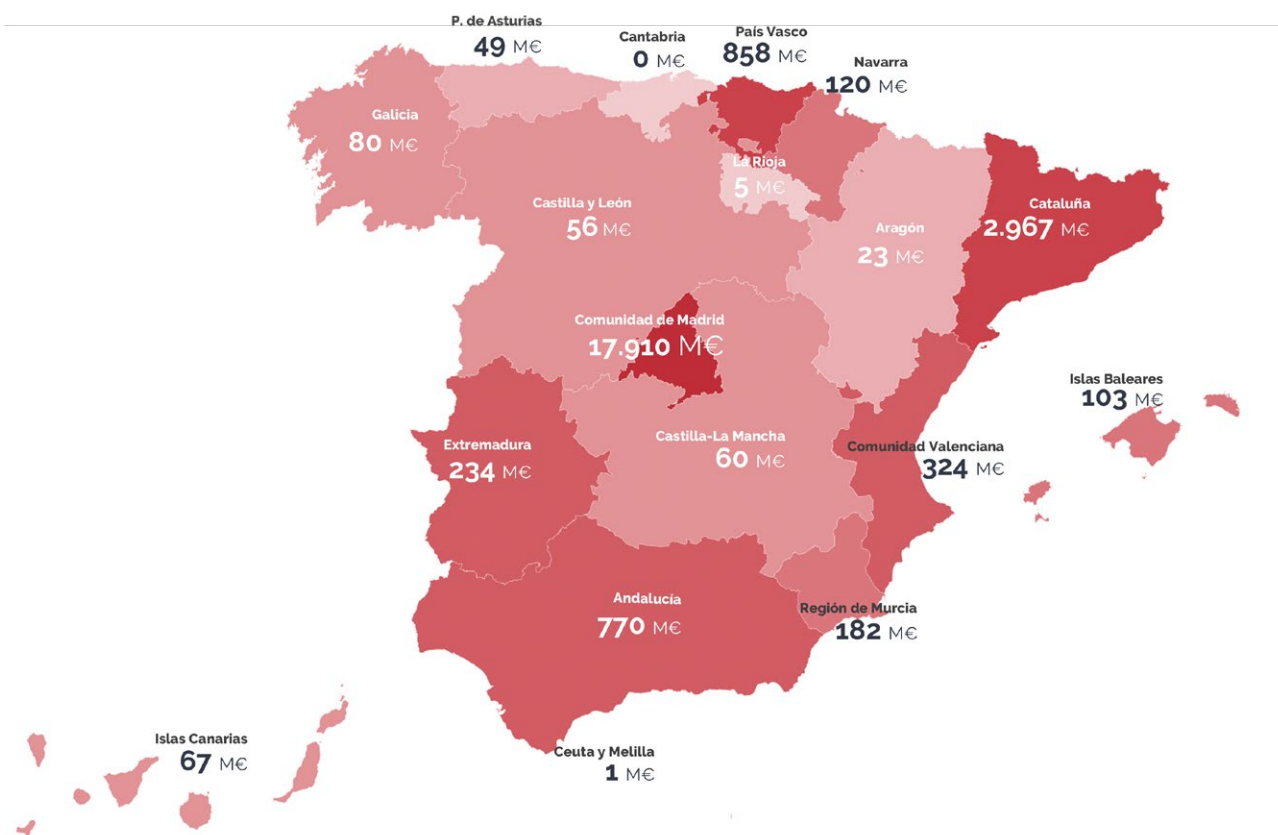 P. de Asturias
49 M€
Cantabria
0 M€
País Vasco
858 M€
Navarra
120 M€
Galicia
80 M€
La Rioja
5 M€
Castilla y León
56 M€
Aragón
23 M€
Cataluña
2.967 M€
Comunidad de Madrid
17.910 M€
Islas Baleares
103 M€
Extremadura
234 M€
Castilla-La Mancha
60 M€
Comunidad Valenciana
324 M€
Andalucía
770 M€
Región de Murcia
182 M€
Islas Canarias
67 M€
Ceuta y Melilla
1 M€